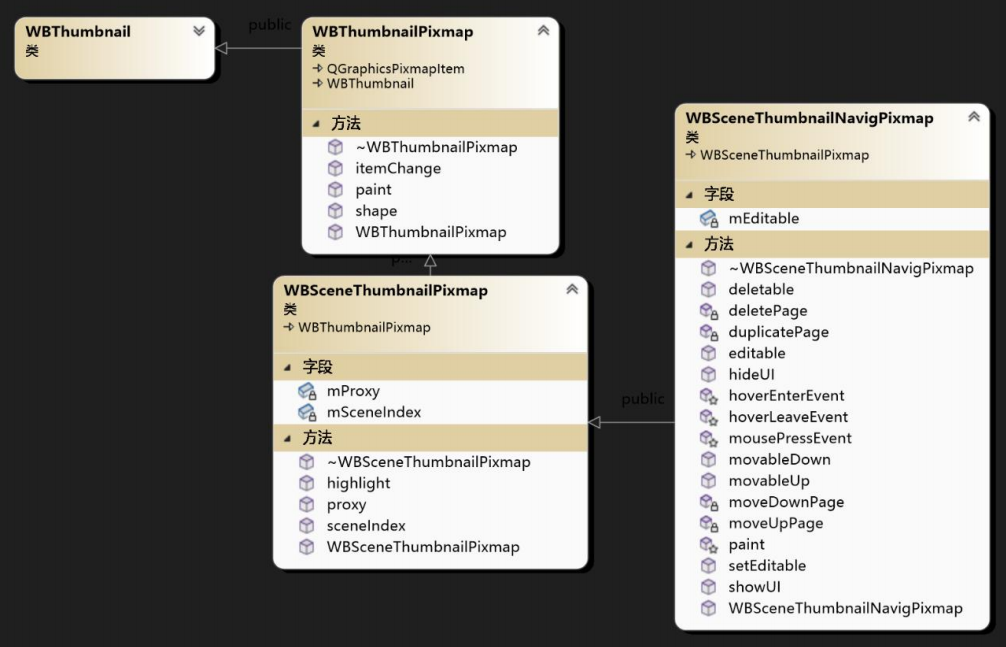 WBThumbnail
类
public
WBThumbnailPixmap
类
QGraphicsPixmapItem
WBThumbnail
方法
~WBThumbnailPixmap
itemChange
paint
shape
WBThumbnailPixmap
p...
WBSceneThumbnailPixmap
类
WBThumbnailPixmap
字段
mProxy
mSceneIndex
方法
~WBSceneThumbnailPixmap
highlight
proxy
sceneIndex
WBSceneThumbnailPixmap
public
WBSceneThumbnailNavigPixmap
类
WBSceneThumbnailPixmap
字段
mEditable
方法
~WBSceneThumbnailNavigPixmap
deletable
deletePage
duplicatePage
editable
hideUI
hoverEnterEvent
hoverLeaveEvent
mousePressEvent
movableDown
movableUp
moveDownPage
moveUpPage
paint
setEditable
showUI
WBSceneThumbnailNavigPixmap